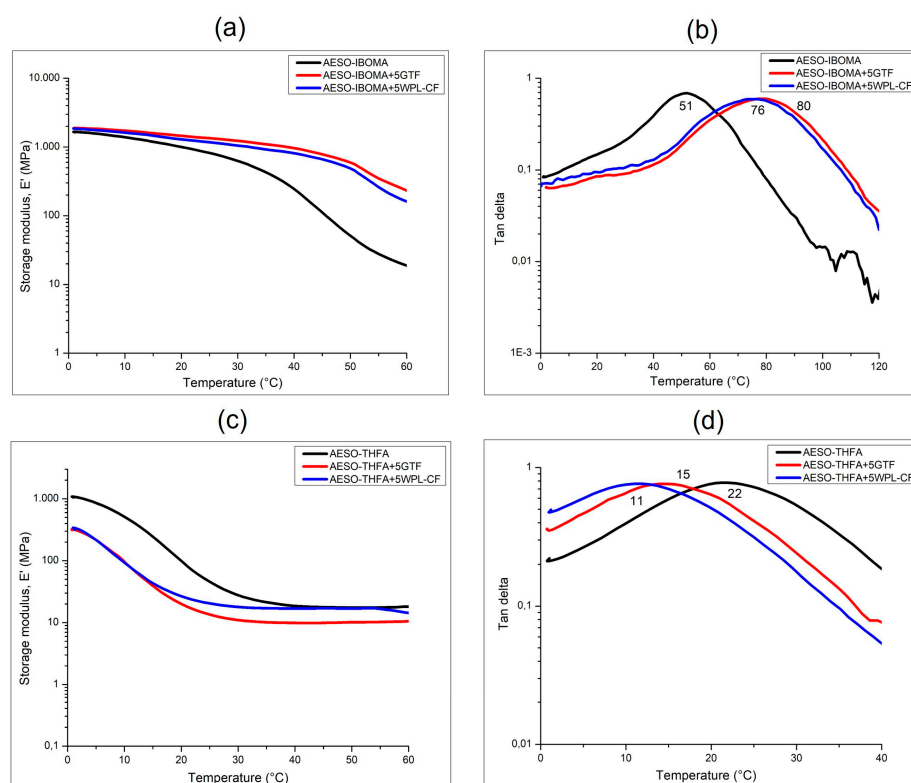 (a)
AESO-IBOMA
AESO-IBOMA+5GTF
AESO-IBOMA+5WPL-CF
Storage modulus, E' (MPa)
10.000
1.000
100
10
1
0 10 20 30 40 50 60
Temperature (°C)
(b)
AESO-IBOMA
AESO-IBOMA+5GTF
AESO-IBOMA+5WPL-CF
Tan delta
1
0,1
0,01
1E-3
51 76 80
0 20 40 60 80 100 120
Temperature (°C)
(c)
AESO-THFA
AESO-THFA+5GTF
AESO-THFA+5WPL-CF
Storage modulus, E' (MPa)
1.000
100
10
1
0,1
0 10 20 30 40 50 60
Temperature (°C)
(d)
AESO-THFA
AESO-THFA+5GTF
AESO-THFA+5WPL-CF
Tan delta
1
0,1
0,01
15
11 22
0 10 20 30 40
Temperature (°C)